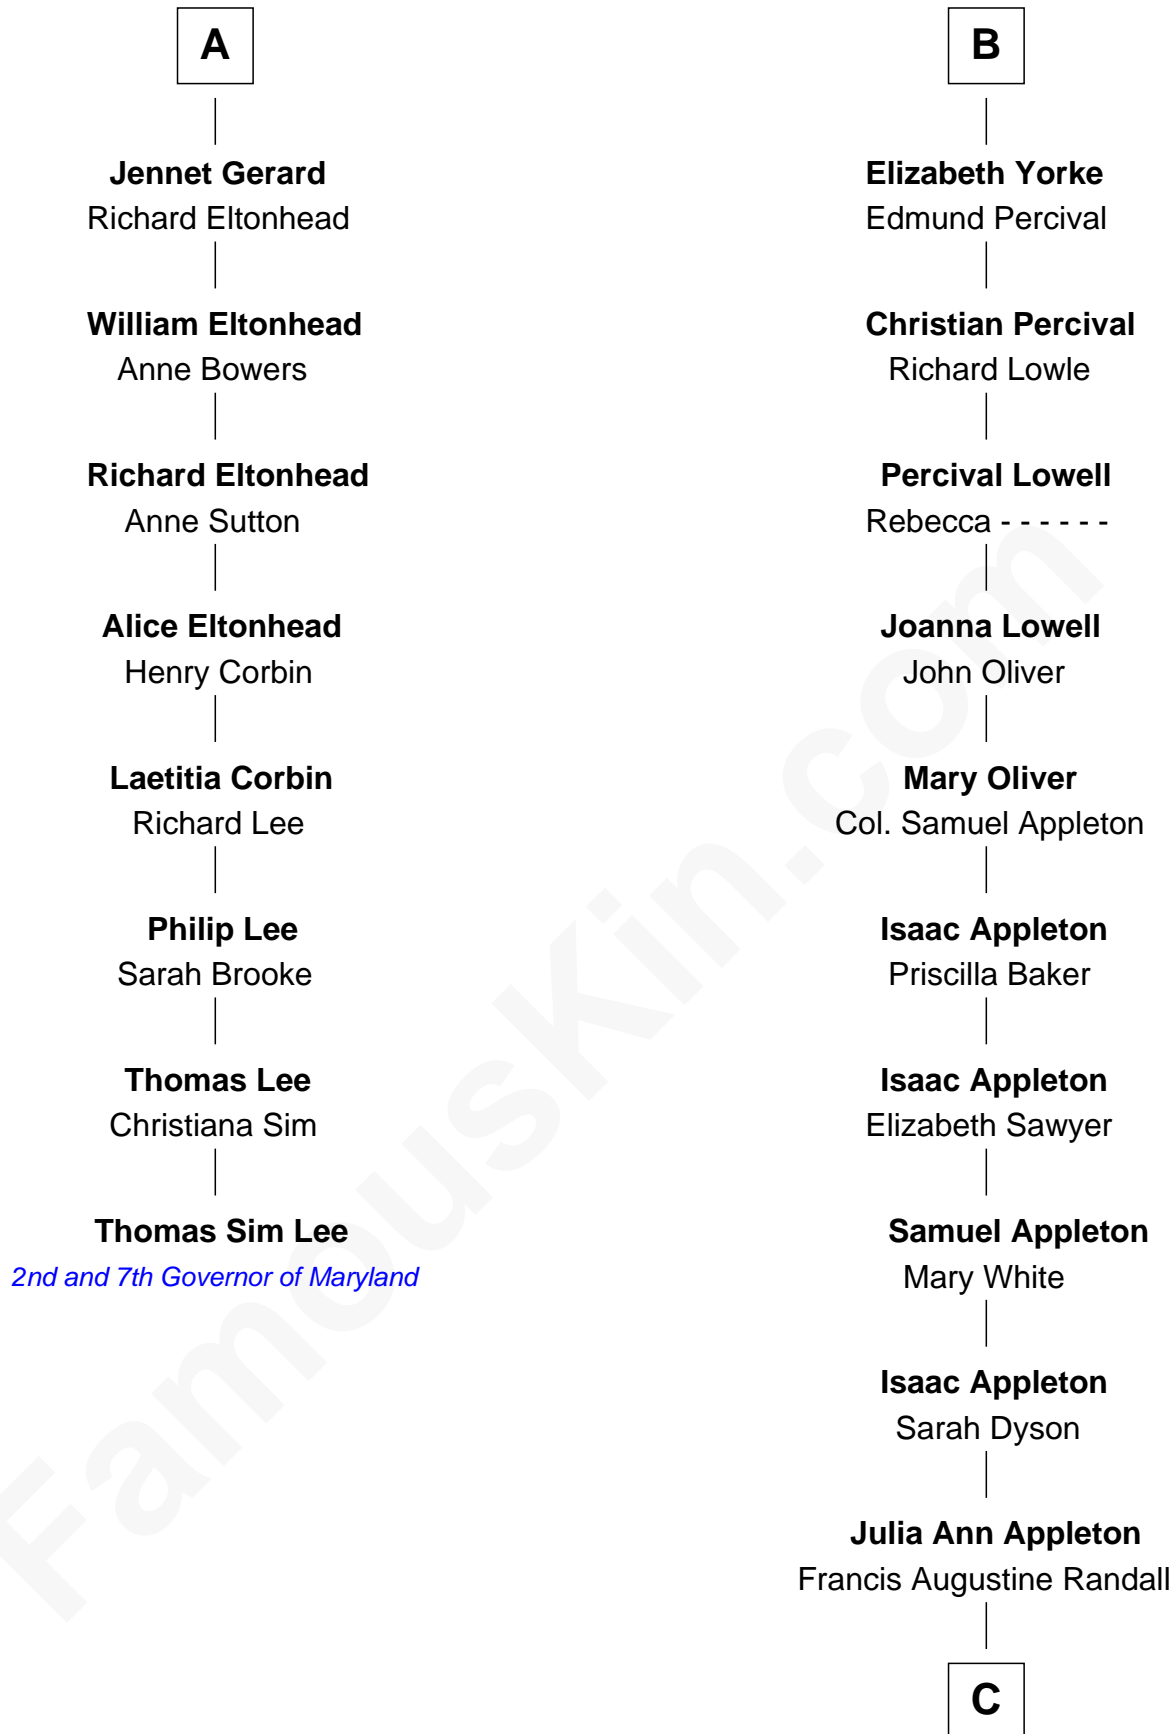 A
Jennet Gerard
Richard Eltonhead
William Eltonhead
Anne Bowers
Richard Eltonhead
Anne Sutton
Alice Eltonhead
Henry Corbin
Laetitia Corbin
Richard Lee
Philip Lee
Sarah Brooke
Thomas Lee
Christiana Sim
Thomas Sim Lee
2nd and 7th Governor of Maryland
B
Elizabeth Yorke
Edmund Percival
Christian Percival
Richard Lowle
Percival Lowell
Rebecca - - - - - -
Joanna Lowell
John Oliver
Mary Oliver
Col. Samuel Appleton
Isaac Appleton
Priscilla Baker
Isaac Appleton
Elizabeth Sawyer
Samuel Appleton
Mary White
Isaac Appleton
Sarah Dyson
Julia Ann Appleton
Francis Augustine Randall
C
FamousKin.com